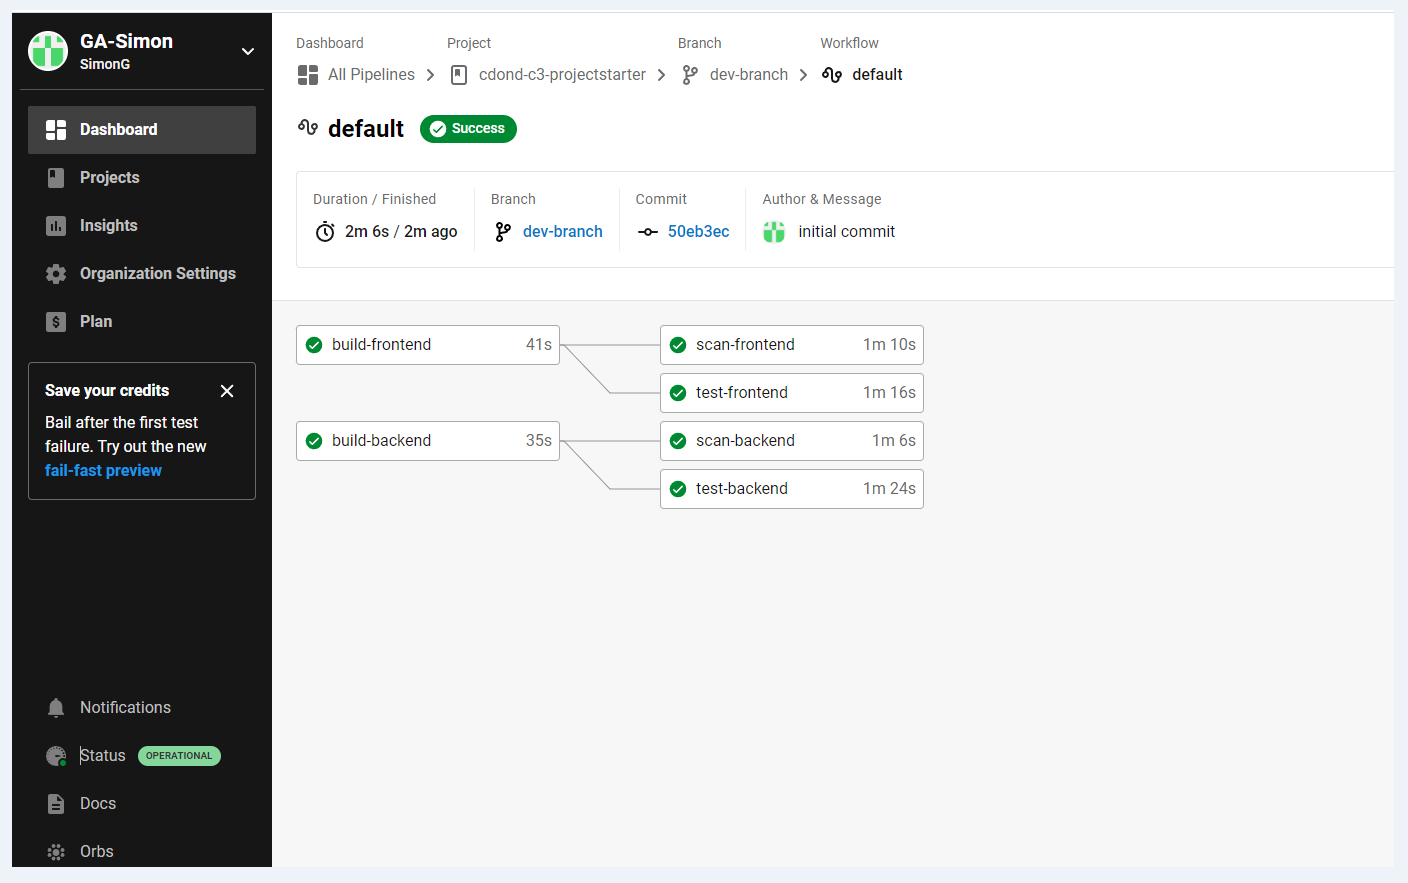 GA-Simon
SimonG
Dashboard
Projects
Insights
Organization Settings
Plan
Save your credits
Bail after the first test
failure. Try out the new
fail-fast preview
Notifications
Status OPERATIONAL
Docs
Orbs
Dashboard Project Branch Workflow
All Pipelines cdond-c3-projectstarter dev-branch default
default Success
Duration / Finished Branch Commit Author & Message
2m 6s / 2m ago dev-branch 50eb3ec initial commit
build-frontend 41s scan-frontend 1m 10s
test-frontend 1m 16s
build-backend 35s scan-backend 1m 6s
test-backend 1m 24s